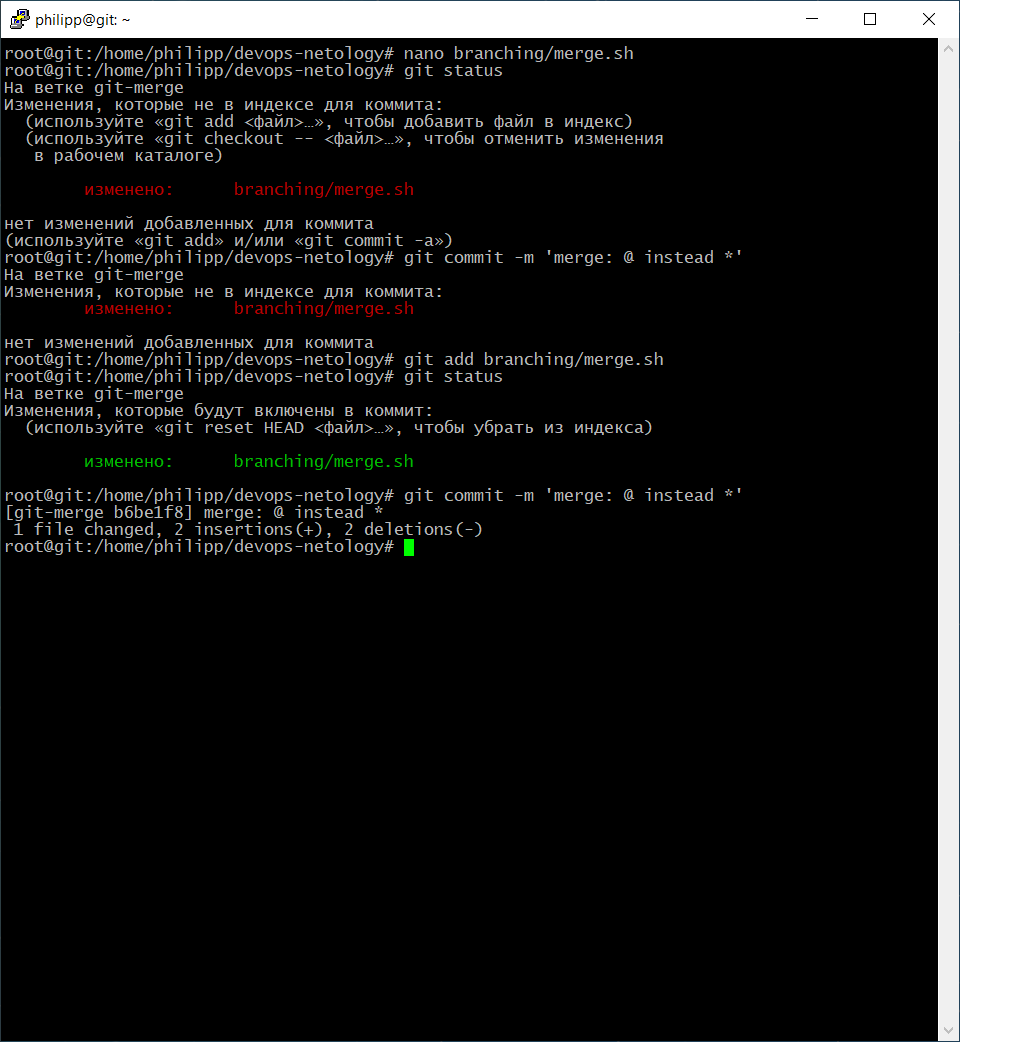 philipp@git: ~
root@git:/home/philipp/devops-netology# nano branching/merge.sh
root@git:/home/philipp/devops-netology# git status
На ветке git-merge
Изменения, которые не в индексе для коммита:
  (используйте «git add <файл>…», чтобы добавить файл в индекс)
  (используйте «git checkout -- <файл>…», чтобы отменить изменения
   в рабочем каталоге)
        изменено:      branching/merge.sh
нет изменений добавленных для коммита
(используйте «git add» и/или «git commit -a»)
root@git:/home/philipp/devops-netology# git commit -m 'merge: @ instead *'
На ветке git-merge
Изменения, которые не в индексе для коммита:
        изменено:      branching/merge.sh
нет изменений добавленных для коммита
root@git:/home/philipp/devops-netology# git add branching/merge.sh
root@git:/home/philipp/devops-netology# git status
На ветке git-merge
Изменения, которые будут включены в коммит:
  (используйте «git reset HEAD <файл>…», чтобы убрать из индекса)
        изменено:      branching/merge.sh
root@git:/home/philipp/devops-netology# git commit -m 'merge: @ instead *'
[git-merge b6be1f8] merge: @ instead *
 1 file changed, 2 insertions(+), 2 deletions(-)
root@git:/home/philipp/devops-netology#